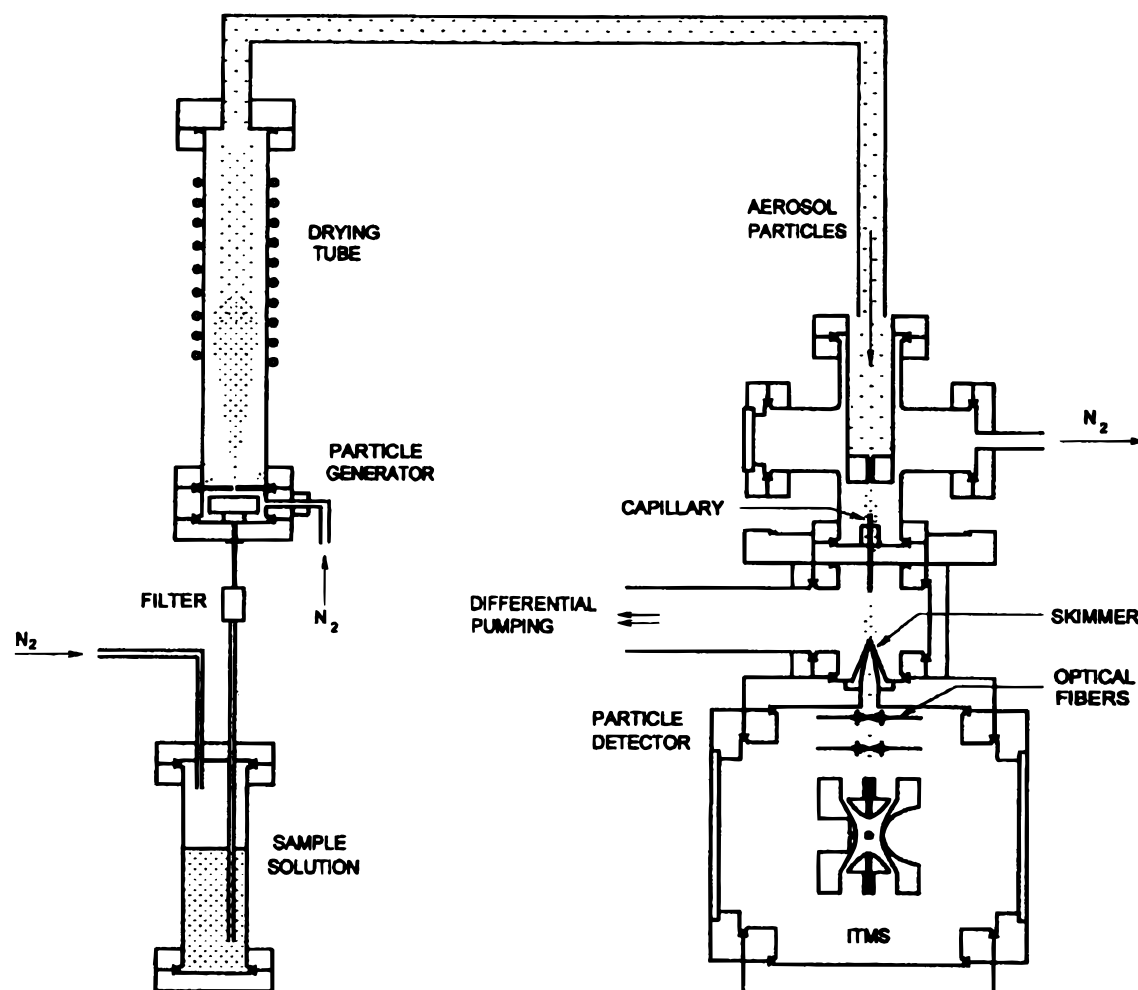 DRYING
TUBE
AEROSOL
PARTICLES
PARTICLE
GENERATOR
N2
CAPILLARY
FILTER
N2
DIFFERENTIAL
PUMPING
SKIMMER
N2
OPTICAL
FIBERS
PARTICLE
DETECTOR
SAMPLE
SOLUTION
ITMS